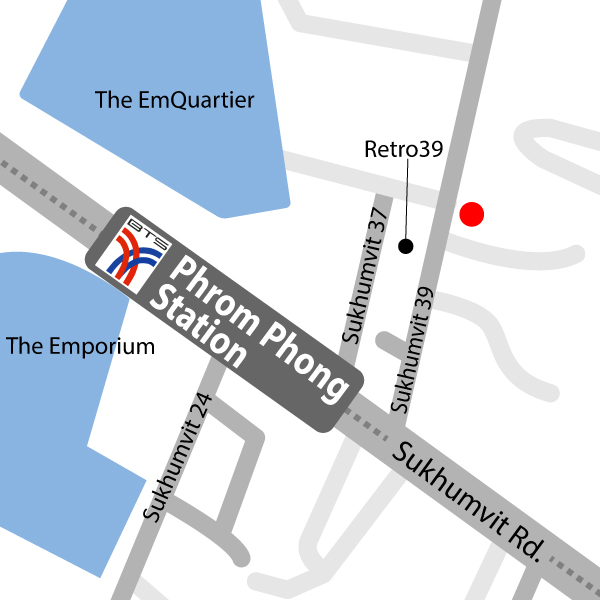 The EmQuartier
Retro39
BTS
Phrom Phong
Station
Sukhumvit 37
Sukhumvit 39
The Emporium
Sukhumvit 24
Sukhumvit Rd.